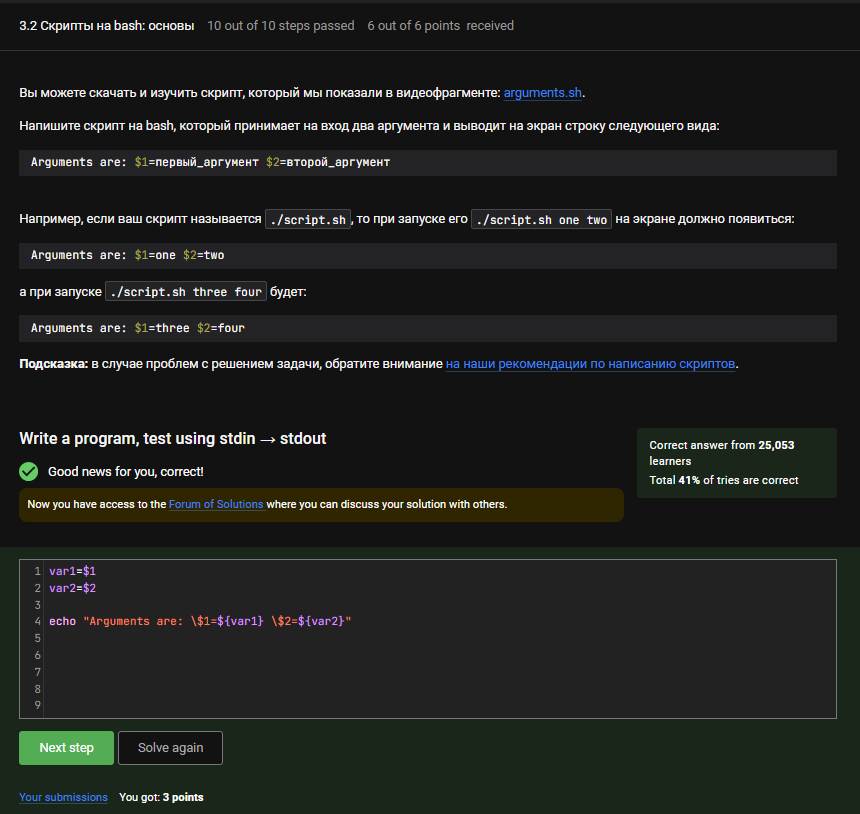 3.2 Скрипты на bash: основы 10 out of 10 steps passed 6 out of 6 points received
Вы можете скачать и изучить скрипт, который мы показали в видеофрагменте: arguments.sh.
Напишите скрипт на bash, который принимает на вход два аргумента и выводит на экран строку следующего вида:
Arguments are: $1=первый_аргумент $2=второй_аргумент
Например, если ваш скрипт называется ./script.sh, то при запуске его ./script.sh one two на экране должно появиться:
Arguments are: $1=one $2=two
а при запуске ./script.sh three four будет:
Arguments are: $1=three $2=four
Подсказка: в случае проблем с решением задачи, обратите внимание на наши рекомендации по написанию скриптов.
Write a program, test using stdin → stdout
Good news for you, correct!
Now you have access to the Forum of Solutions where you can discuss your solution with others.
Correct answer from 25,053
learners
Total 41% of tries are correct
1 var1=$1
2 var2=$2
3
4 echo "Arguments are: \$1=${var1} \$2=${var2}"
5
6
7
8
9
Next step Solve again
Your submissions You got: 3 points